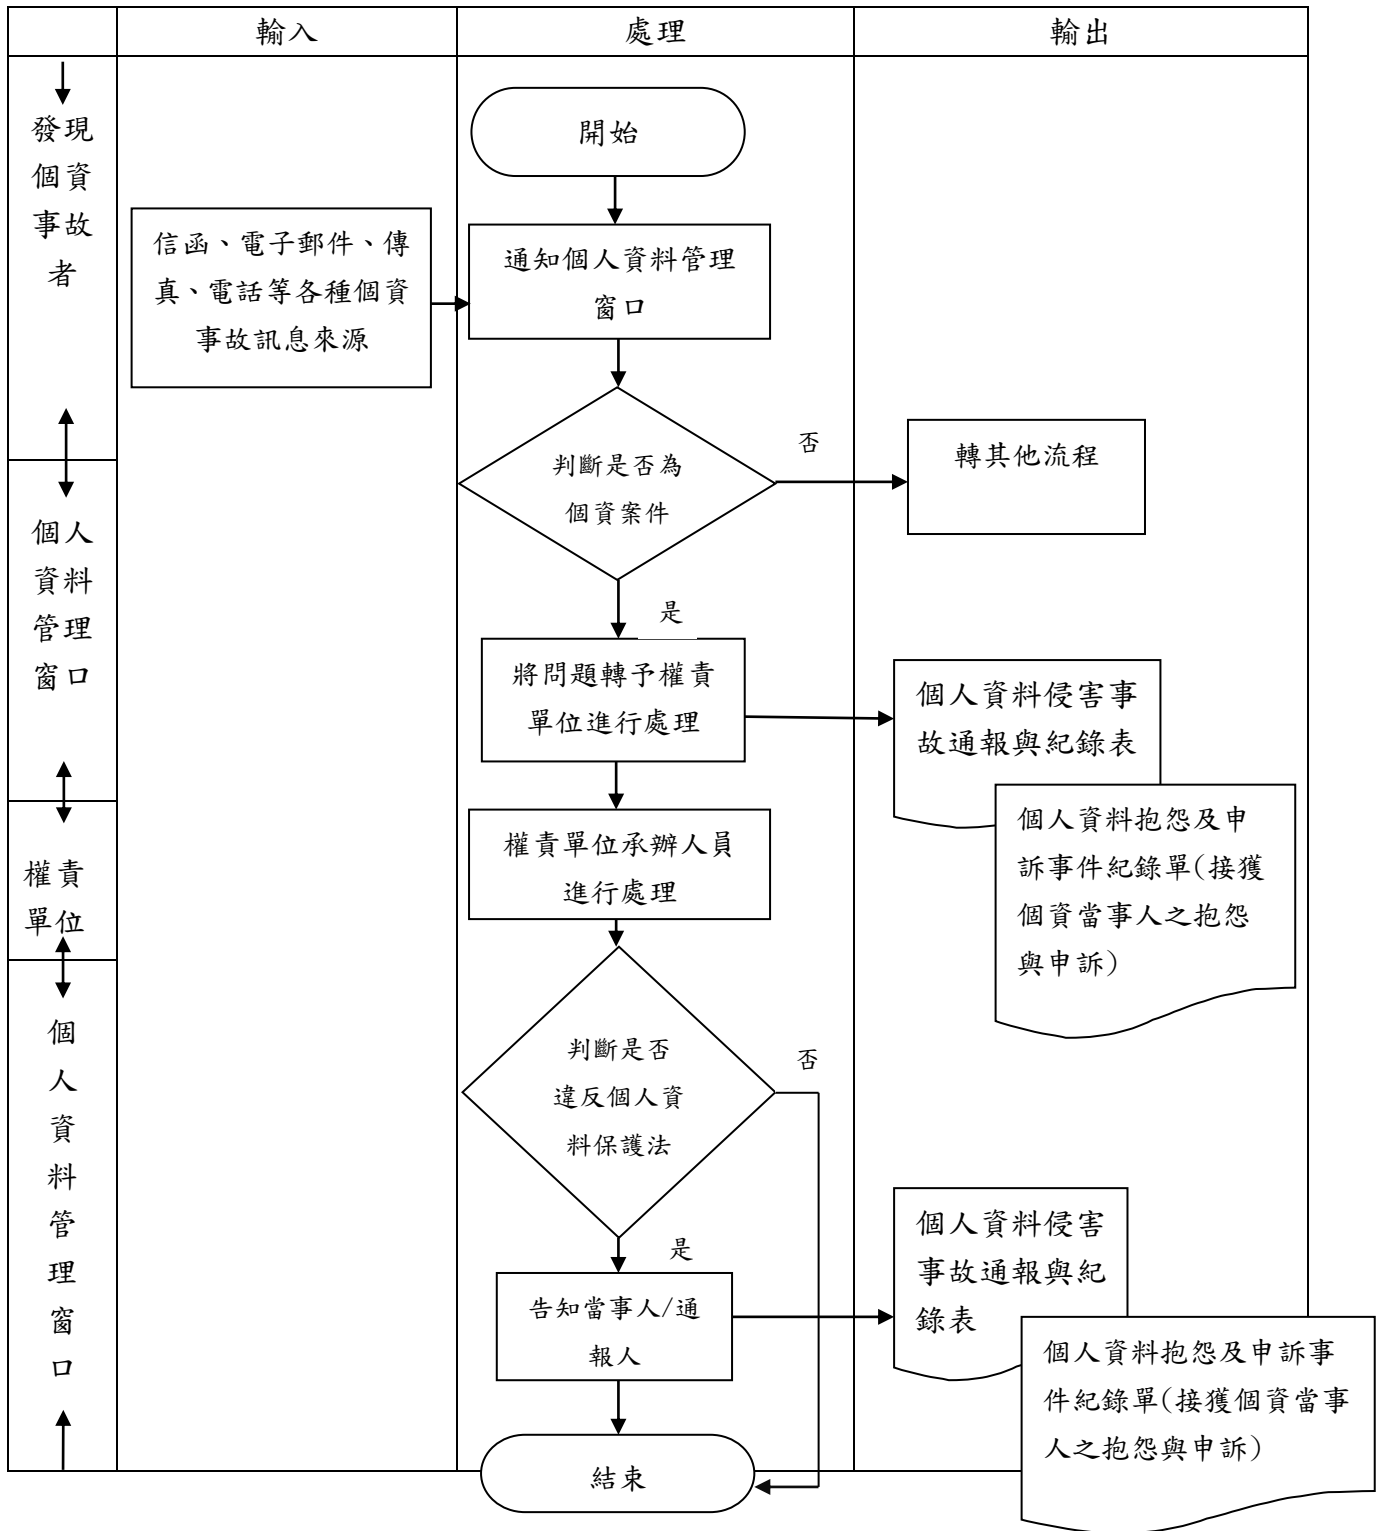 輸入
處理
輸出
發現
個資
事故
者
開始
信函、電子郵件、傳
真、電話等各種個資
事故訊息來源
通知個人資料管理
窗口
判斷是否為
個資案件
否
轉其他流程
個人
資料
管理
窗口
是
將問題轉予權責
單位進行處理
個人資料侵害事
故通報與紀錄表
個人資料抱怨及申
訴事件紀錄單(接獲
個資當事人之抱怨
與申訴)
權責
單位
權責單位承辦人員
進行處理
個
人
資
料
管
理
窗
口
判斷是否
違反個人資
料保護法
否
是
告知當事人/通
報人
個人資料侵害
事故通報與紀
錄表
個人資料抱怨及申訴事
件紀錄單(接獲個資當事
人之抱怨與申訴)
結束